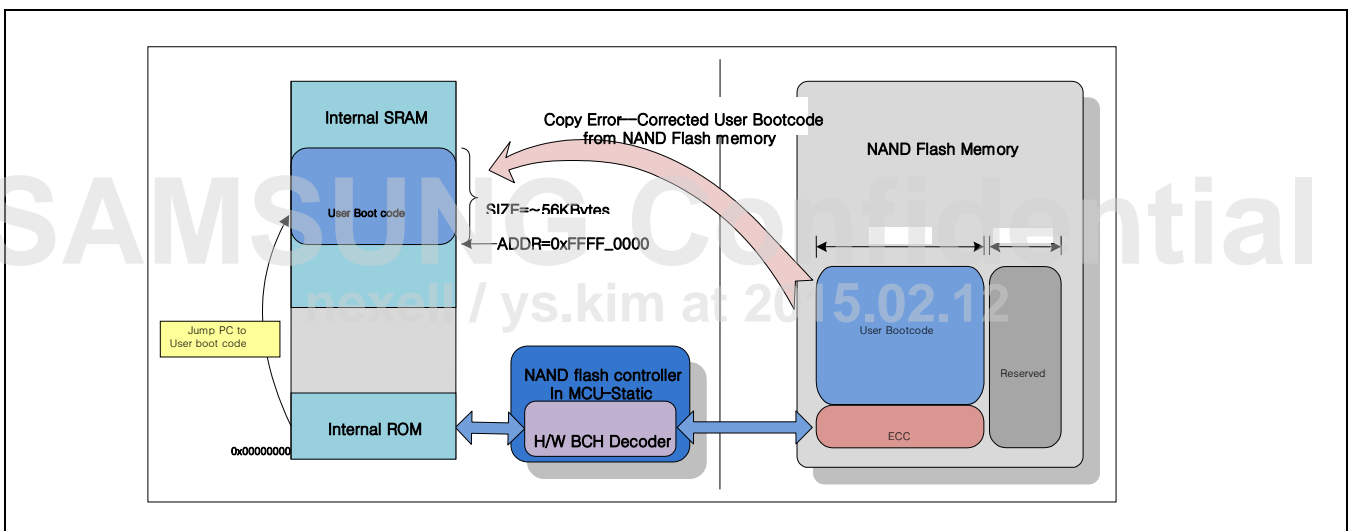 Internal SRAM
User Boot code
SIZE=~56KBytes
ADDR=0xFFFF_0000
Copy Error-Corrected User Bootcode
from NAND Flash memory
NAND Flash Memory
User Bootcode
Reserved
ECC
Jump PC to
User boot code
NAND flash controller
In MCU-Static
H/W BCH Decoder
Internal ROM
0x00000000
SAMSUNG Confidential
nexell / ys.kim at 2015.02.12